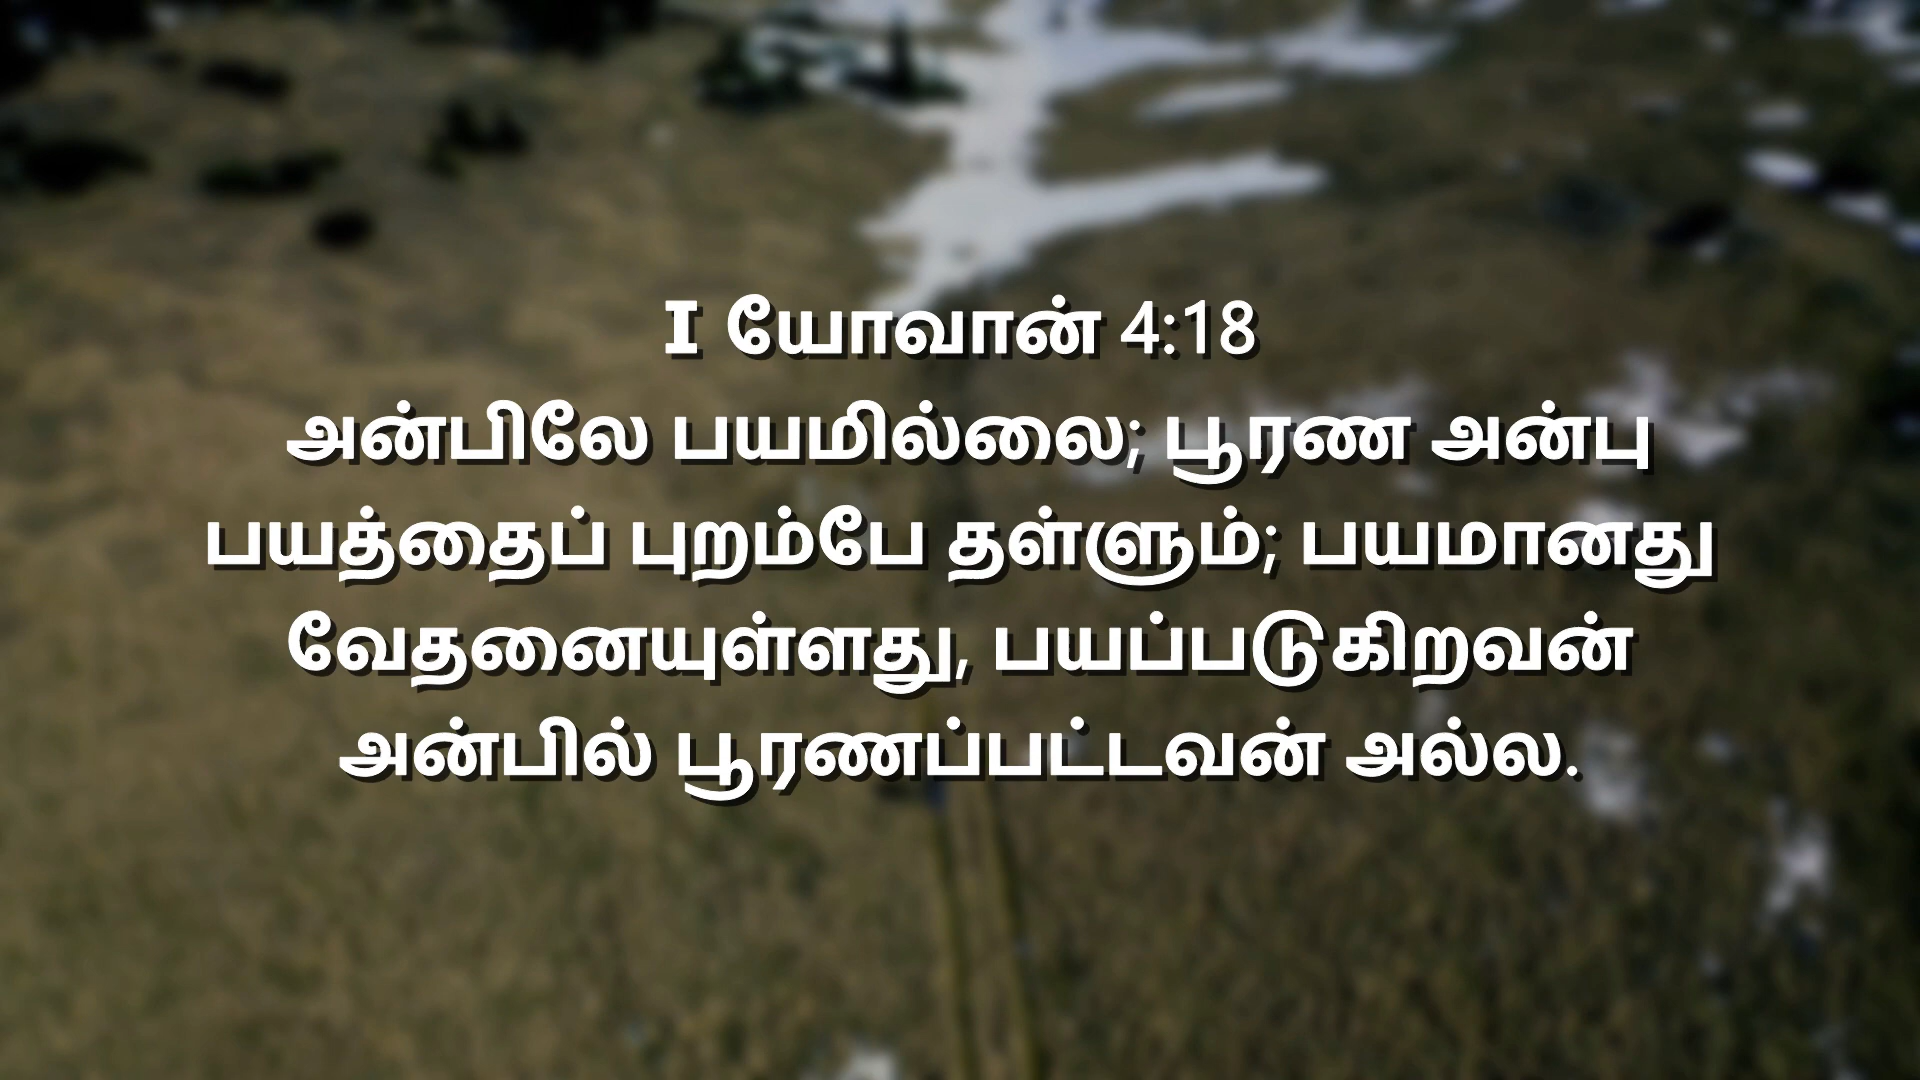 I யோவான் 4:18
அன்பிலே பயமில்லை; பூரண அன்பு
பயத்தைப் புறம்பே தள்ளும்; பயமானது
வேதனையுள்ளது, பயப்படுகிறவன்
அன்பில் பூரணப்பட்டவன் அல்ல.